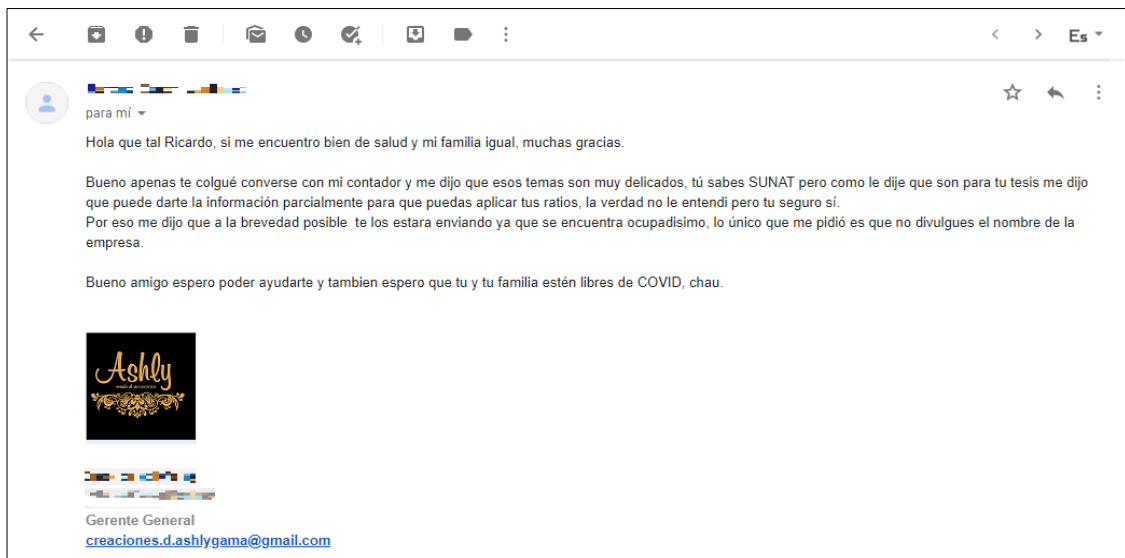 Es
para mí
Hola que tal Ricardo, si me encuentro bien de salud y mi familia igual, muchas gracias.
Bueno apenas te colgué converse con mi contador y me dijo que esos temas son muy delicados, tú sabes SUNAT pero como le dije que son para tu tesis me dijo
que puede darte la información parcialmente para que puedas aplicar tus ratios, la verdad no le entendi pero tu seguro sí.
Por eso me dijo que a la brevedad posible te los estara enviando ya que se encuentra ocupadisimo, lo único que me pidió es que no divulgues el nombre de la
empresa.
Bueno amigo espero poder ayudarte y tambien espero que tu y tu familia estén libres de COVID, chau.
Ashly
moda & accesorios
Gerente General
creaciones.d.ashlygama@gmail.com